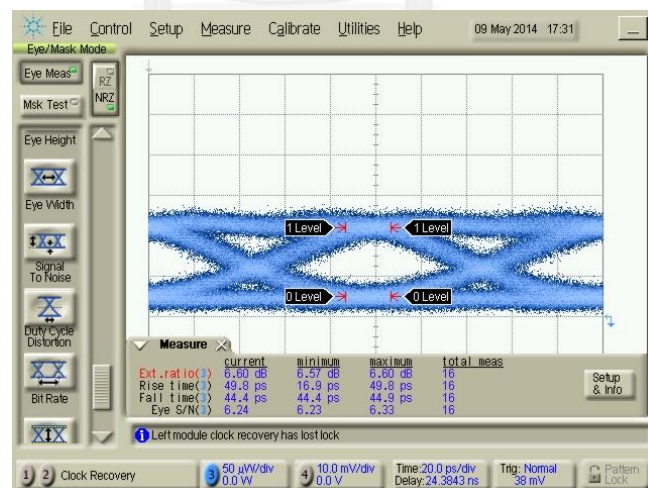 File Control Setup Measure Calibrate Utilities Help 09 May 2014 17:31
Eye/Mask Mode
Eye Meas
RZ
NRZ
Msk Test
Eye Height
Eye Width
Signal
To Noise
Duty Cycle
Distortion
Bit Rate
1 Level 1 Level
0 Level 0 Level
Measure
current minimum maximum total meas
Ext.ratio(3) 6.60 dB 6.57 dB 6.60 dB 16
Rise time(3) 49.8 ps 16.9 ps 49.8 ps 16
Fall time(3) 44.4 ps 44.4 ps 44.9 ps 16
Eye S/N(3) 6.24 6.23 6.33 16
Setup
& Info
Left module clock recovery has lost lock
1 2 Clock Recovery
3 50 µW/div
0.0 W
4 10.0 mV/div
0.0 V
Time:20.0 ps/div
Delay:24.3843 ns
Trig: Normal
38 mV
Pattern
Lock